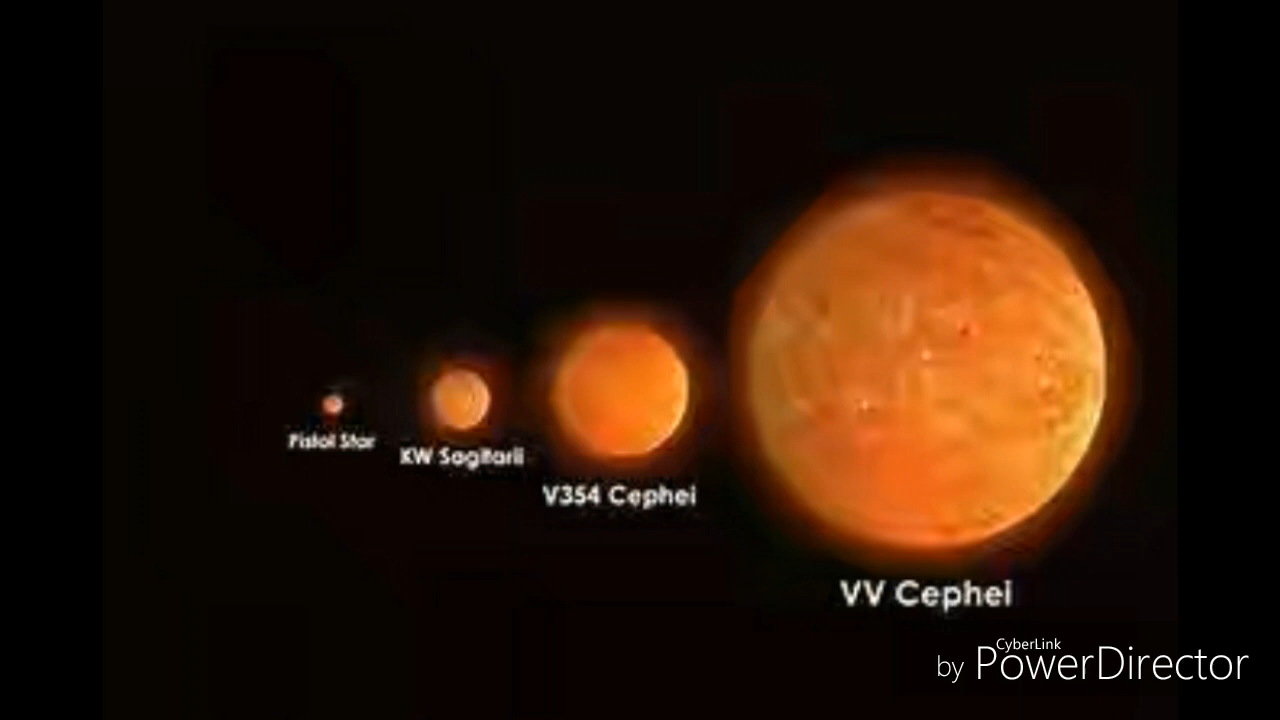 Pistol Star
KW Sagitarii
V354 Cephei
VV Cephei
CyberLink
by PowerDirector